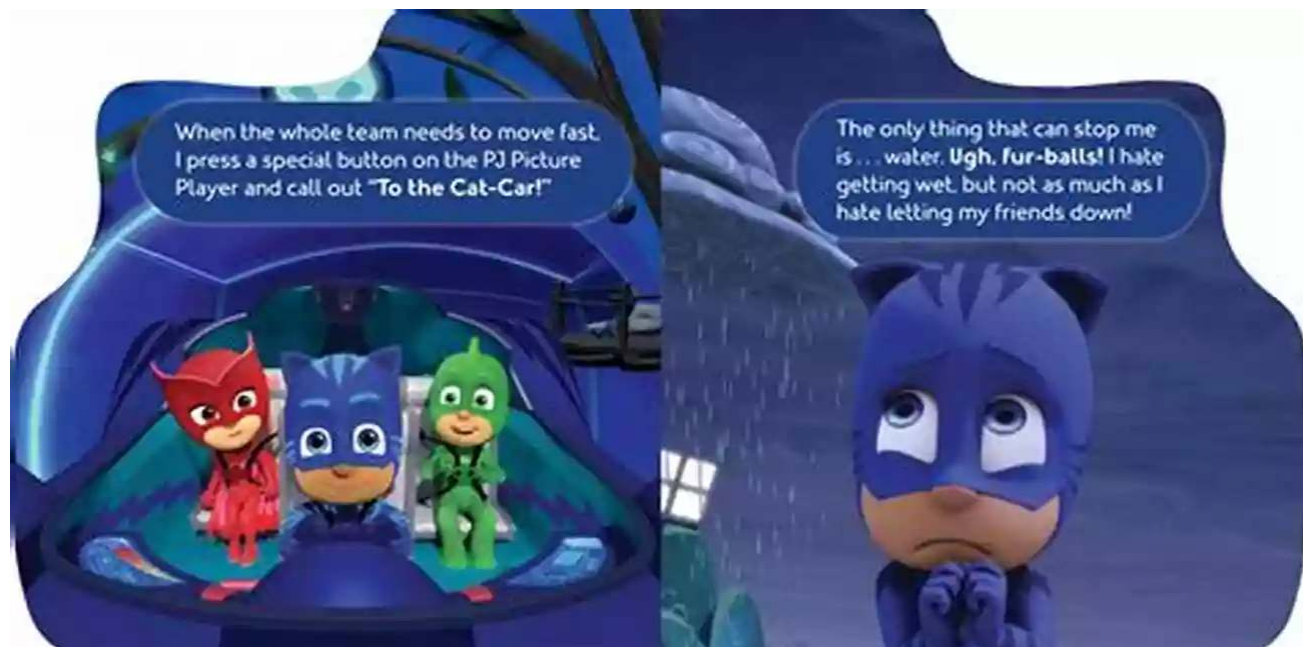 When the whole team needs to move fast,
I press a special button on the PJ Picture
Player and call out "To the Cat-Car!"
The only thing that can stop me
is . . . water. Ugh, fur-balls! I hate
getting wet, but not as much as I
hate letting my friends down!